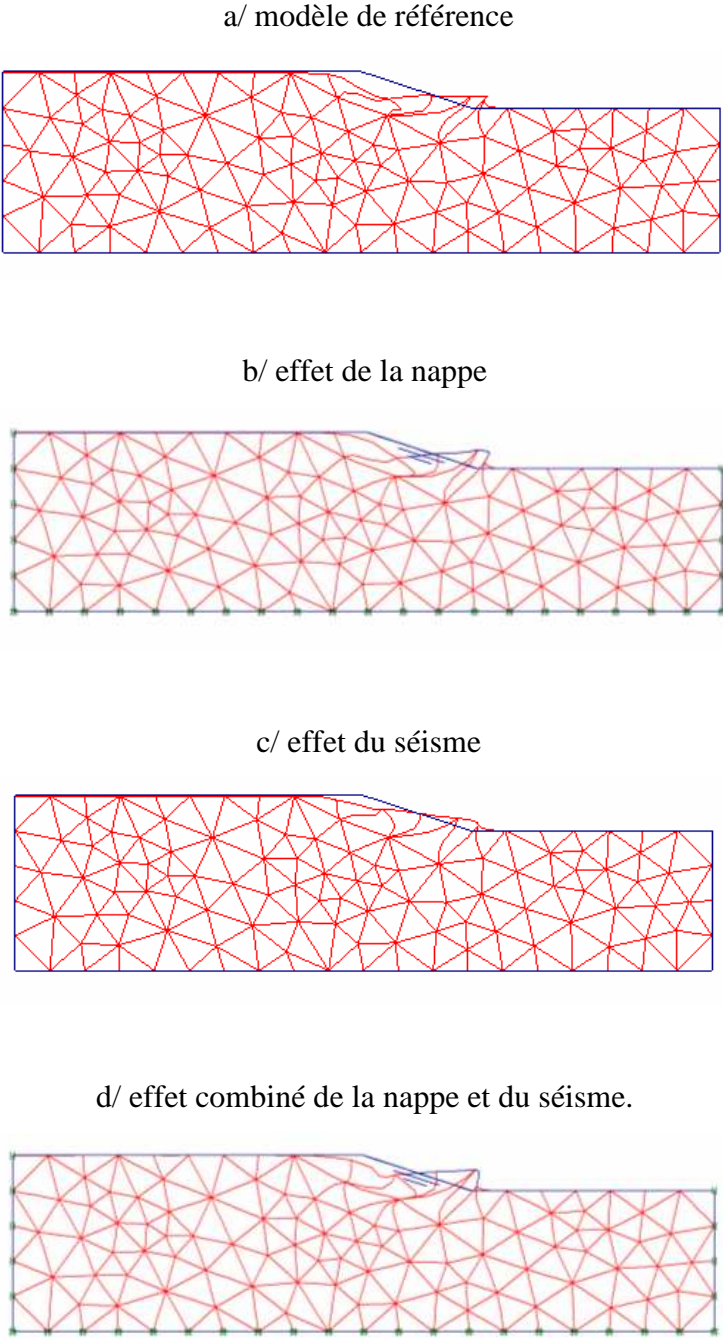 a/ modèle de référence
b/ effet de la nappe
c/ effet du séisme
d/ effet combiné de la nappe et du séisme.